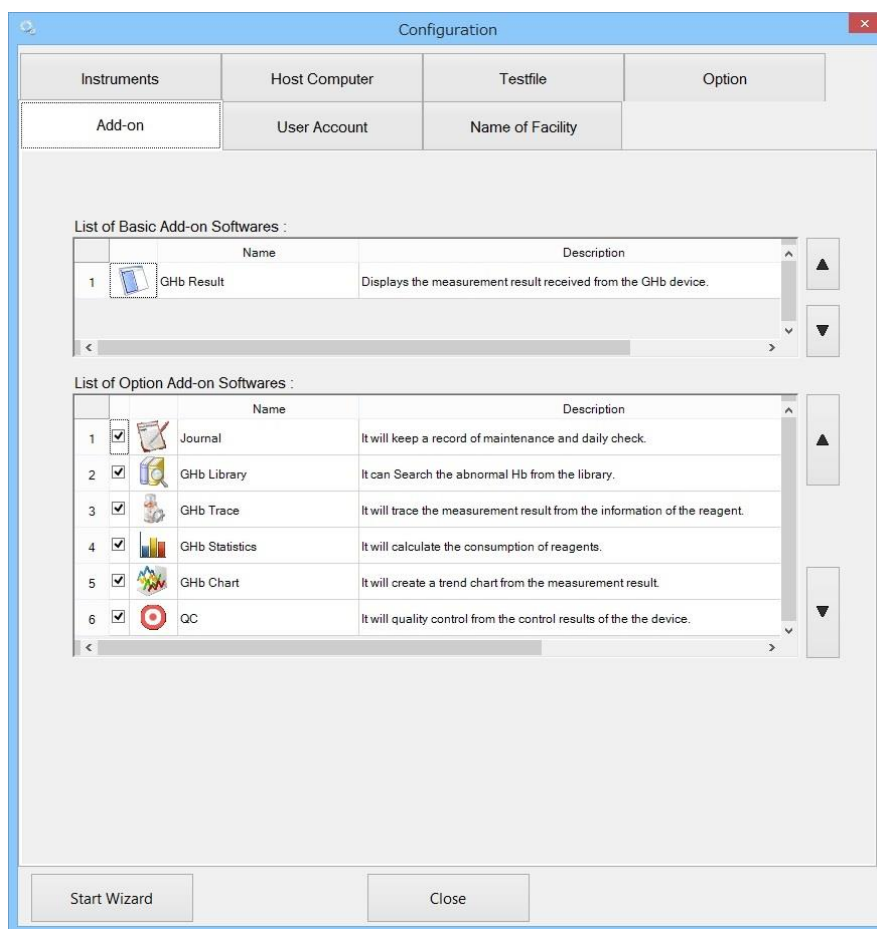 Configuration
Instruments Host Computer Testfile Option
Add-on User Account Name of Facility
List of Basic Add-on Softwares :
Name Description
1 GHb Result Displays the measurement result received from the GHb device.
List of Option Add-on Softwares :
Name Description
1 Journal It will keep a record of maintenance and daily check.
2 GHb Library It can Search the abnormal Hb from the library.
3 GHb Trace It will trace the measurement result from the information of the reagent.
4 GHb Statistics It will calculate the consumption of reagents.
5 GHb Chart It will create a trend chart from the measurement result.
6 QC It will quality control from the control results of the the device.
Start Wizard Close